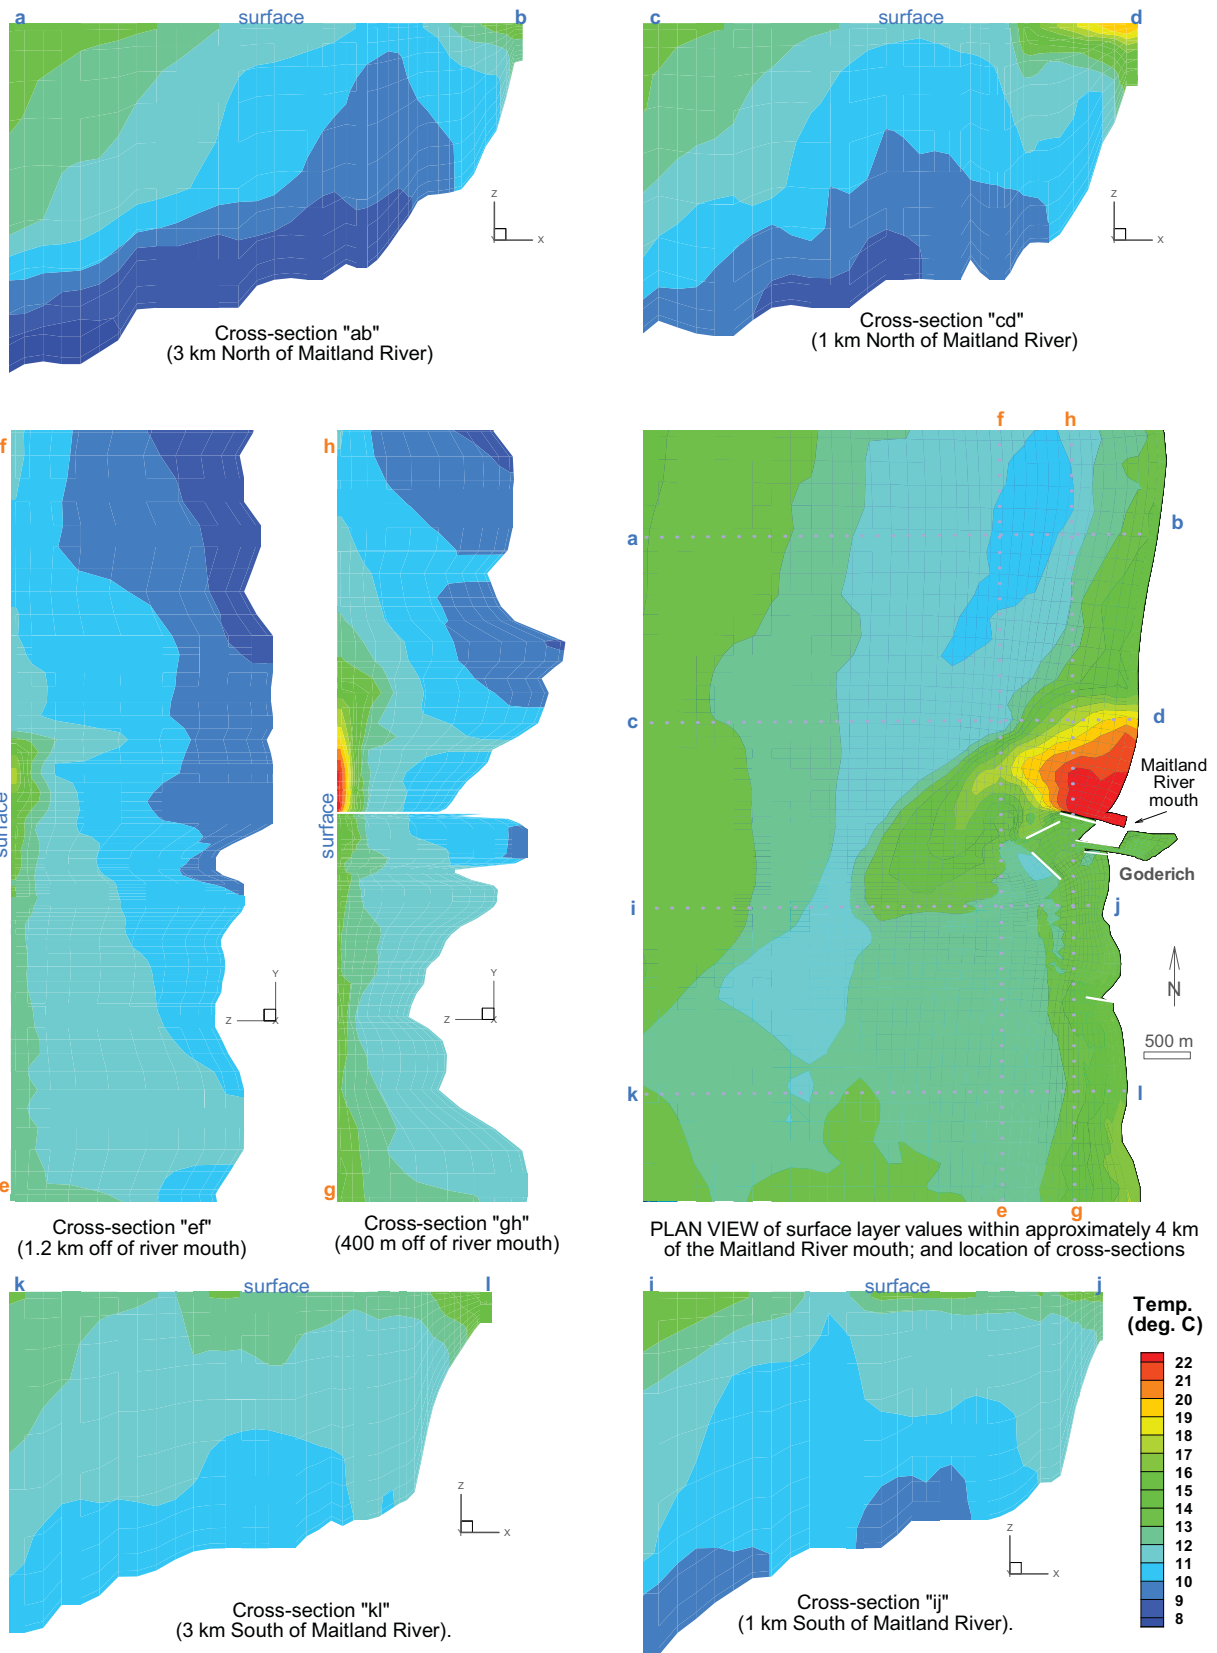 a surface b
c surface d
Z
X
Y
Z
X
Y
Cross-section "ab"
(3 km North of Maitland River)
Cross-section "cd"
(1 km North of Maitland River)
f
h
surface
surface
Y
Z
X
Y
Z
X
e
g
Cross-section "ef"
(1.2 km off of river mouth)
Cross-section "gh"
(400 m off of river mouth)
f h
a
b
c
d
Maitland
River
mouth
Goderich
i
j
N
500 m
k
l
e g
PLAN VIEW of surface layer values within approximately 4 km
of the Maitland River mouth; and location of cross-sections
k surface l
i surface j
Z
X
Y
Z
X
Y
Cross-section "kl"
(3 km South of Maitland River).
Cross-section "ij"
(1 km South of Maitland River).
Temp.
(deg. C)
22
21
20
19
18
17
16
15
14
13
12
11
10
9
8